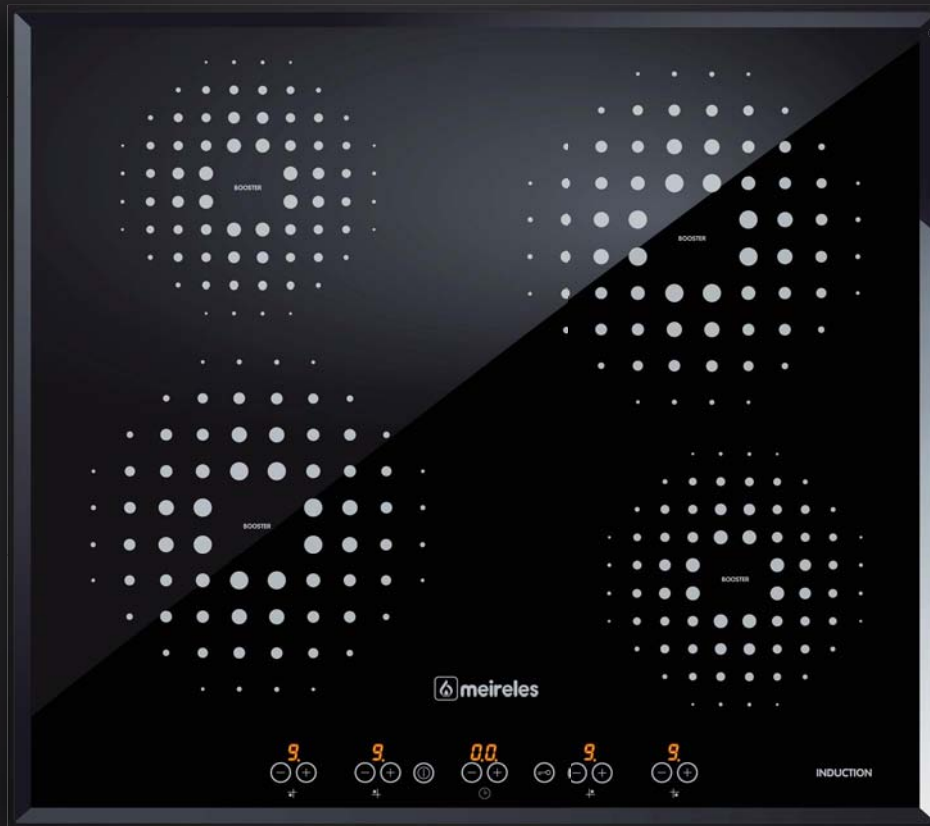 BOOSTER
BOOSTER
BOOSTER
BOOSTER
meireles
9. 9. 0.0. 9. 9.
− + − + − + − + − +
INDUCTION